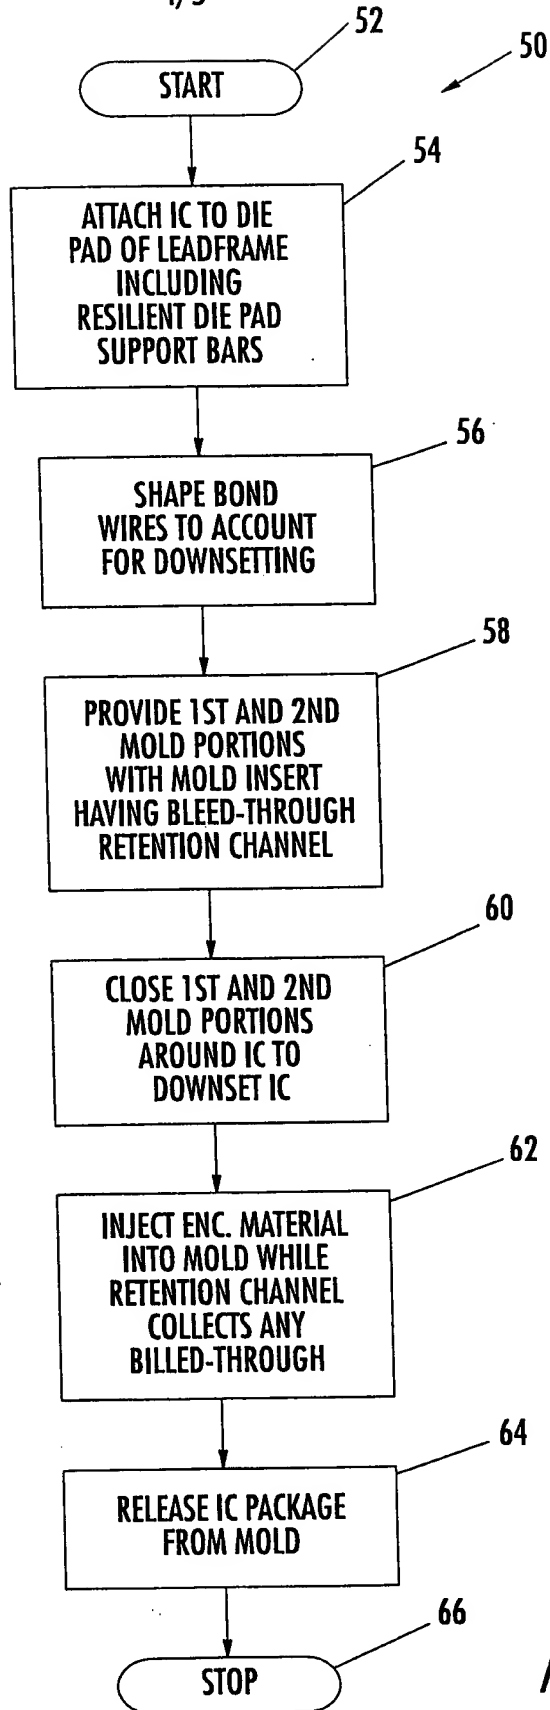 52
50
START
54
ATTACH IC TO DIE
PAD OF LEADFRAME
INCLUDING
RESILIENT DIE PAD
SUPPORT BARS
56
SHAPE BOND
WIRES TO ACCOUNT
FOR DOWNSETTING
58
PROVIDE 1ST AND 2ND
MOLD PORTIONS
WITH MOLD INSERT
HAVING BLEED-THROUGH
RETENTION CHANNEL
60
CLOSE 1ST AND 2ND
MOLD PORTIONS
AROUND IC TO
DOWNSET IC
62
INJECT ENC. MATERIAL
INTO MOLD WHILE
RETENTION CHANNEL
COLLECTS ANY
BILLED-THROUGH
64
RELEASE IC PACKAGE
FROM MOLD
66
STOP